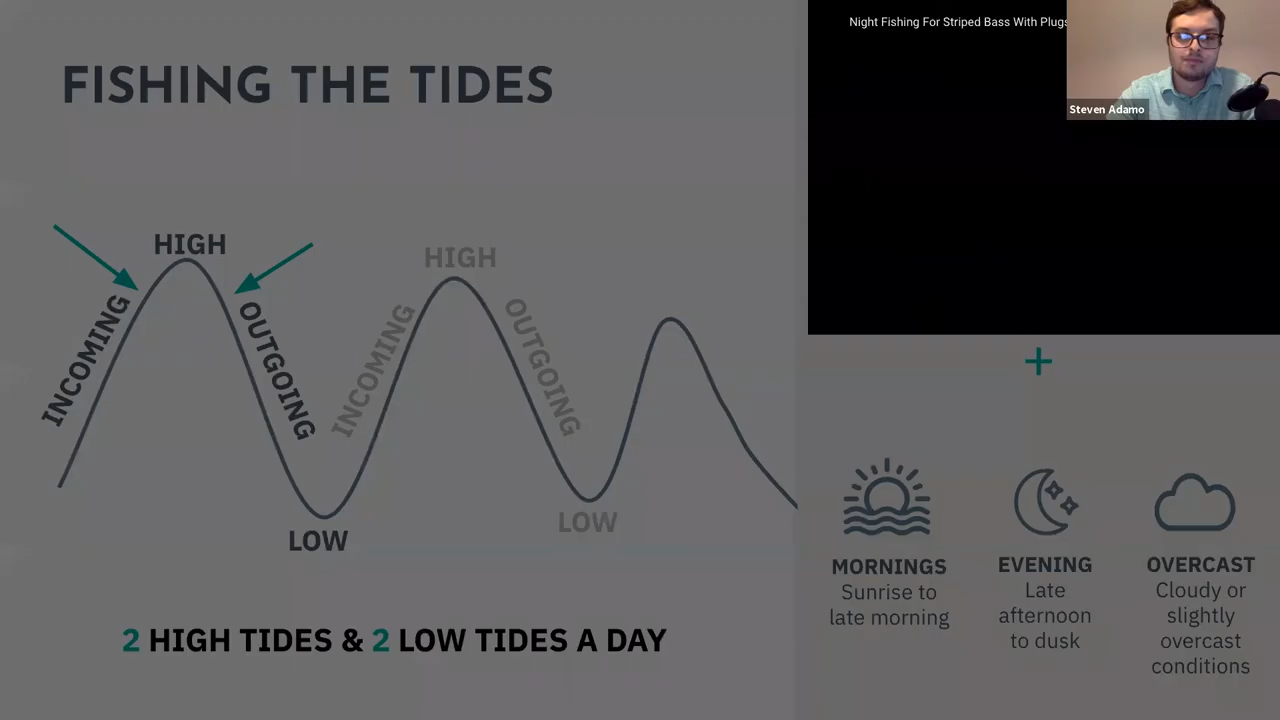 Night Fishing For Striped Bass With Plugs
Steven Adamo
FISHING THE TIDES
HIGH
HIGH
INCOMING
OUTGOING
INCOMING
OUTGOING
LOW
LOW
2 HIGH TIDES & 2 LOW TIDES A DAY
+
MORNINGS
Sunrise to
late morning
EVENING
Late
afternoon
to dusk
OVERCAST
Cloudy or
slightly
overcast
conditions